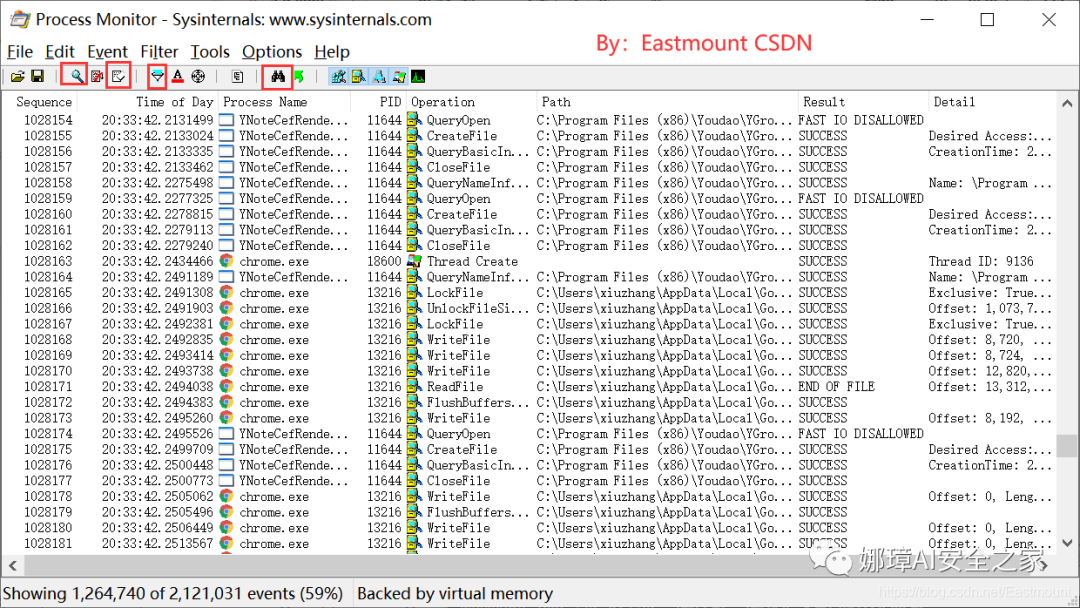 Process Monitor - Sysinternals: www.sysinternals.com
File Edit Event Filter Tools Options Help
By：Eastmount CSDN
Sequence Time of Day Process Name PID Operation Path Result Detail
1028154 20:33:42.2131499 YNoteCefRende... 11644 QueryOpen C:\Program Files (x86)\Youdao\YGro... FAST IO DISALLOWED
1028155 20:33:42.2133024 YNoteCefRende... 11644 CreateFile C:\Program Files (x86)\Youdao\YGro... SUCCESS Desired Access:...
1028156 20:33:42.2133335 YNoteCefRende... 11644 QueryBasicIn... C:\Program Files (x86)\Youdao\YGro... SUCCESS CreationTime: 2...
1028157 20:33:42.2133462 YNoteCefRende... 11644 CloseFile C:\Program Files (x86)\Youdao\YGro... SUCCESS
1028158 20:33:42.2275498 YNoteCefRende... 11644 QueryNameInf... C:\Program Files (x86)\Youdao\YGro... SUCCESS Name: \Program ...
1028159 20:33:42.2277325 YNoteCefRende... 11644 QueryOpen C:\Program Files (x86)\Youdao\YGro... FAST IO DISALLOWED
1028160 20:33:42.2278815 YNoteCefRende... 11644 CreateFile C:\Program Files (x86)\Youdao\YGro... SUCCESS Desired Access:...
1028161 20:33:42.2279113 YNoteCefRende... 11644 QueryBasicIn... C:\Program Files (x86)\Youdao\YGro... SUCCESS CreationTime: 2...
1028162 20:33:42.2279240 YNoteCefRende... 11644 CloseFile C:\Program Files (x86)\Youdao\YGro... SUCCESS
1028163 20:33:42.2434466 chrome.exe 18600 Thread Create SUCCESS Thread ID: 9136
1028164 20:33:42.2491189 YNoteCefRende... 11644 QueryNameInf... C:\Program Files (x86)\Youdao\YGro... SUCCESS Name: \Program ...
1028165 20:33:42.2491308 chrome.exe 13216 LockFile C:\Users\xiuzhang\AppData\Local\Go... SUCCESS Exclusive: True...
1028166 20:33:42.2491903 chrome.exe 13216 UnlockFileSi... C:\Users\xiuzhang\AppData\Local\Go... SUCCESS Offset: 1,073,7...
1028167 20:33:42.2492381 chrome.exe 13216 LockFile C:\Users\xiuzhang\AppData\Local\Go... SUCCESS Exclusive: True...
1028168 20:33:42.2492835 chrome.exe 13216 WriteFile C:\Users\xiuzhang\AppData\Local\Go... SUCCESS Offset: 8,720, ...
1028169 20:33:42.2493414 chrome.exe 13216 WriteFile C:\Users\xiuzhang\AppData\Local\Go... SUCCESS Offset: 8,724, ...
1028170 20:33:42.2493738 chrome.exe 13216 WriteFile C:\Users\xiuzhang\AppData\Local\Go... SUCCESS Offset: 12,820,...
1028171 20:33:42.2494038 chrome.exe 13216 ReadFile C:\Users\xiuzhang\AppData\Local\Go... END OF FILE Offset: 13,312,...
1028172 20:33:42.2494383 chrome.exe 13216 FlushBuffers... C:\Users\xiuzhang\AppData\Local\Go... SUCCESS
1028173 20:33:42.2495260 chrome.exe 13216 WriteFile C:\Users\xiuzhang\AppData\Local\Go... SUCCESS Offset: 8,192, ...
1028174 20:33:42.2495526 YNoteCefRende... 11644 QueryOpen C:\Program Files (x86)\Youdao\YGro... FAST IO DISALLOWED
1028175 20:33:42.2499709 YNoteCefRende... 11644 CreateFile C:\Program Files (x86)\Youdao\YGro... SUCCESS Desired Access:...
1028176 20:33:42.2500448 YNoteCefRende... 11644 QueryBasicIn... C:\Program Files (x86)\Youdao\YGro... SUCCESS CreationTime: 2...
1028177 20:33:42.2500773 YNoteCefRende... 11644 CloseFile C:\Program Files (x86)\Youdao\YGro... SUCCESS
1028178 20:33:42.2505062 chrome.exe 13216 WriteFile C:\Users\xiuzhang\AppData\Local\Go... SUCCESS Offset: 0, Leng...
1028179 20:33:42.2505496 chrome.exe 13216 FlushBuffers... C:\Users\xiuzhang\AppData\Local\Go... SUCCESS
1028180 20:33:42.2506449 chrome.exe 13216 WriteFile C:\Users\xiuzhang\AppData\Local\Go... SUCCESS Offset: 0, Leng...
1028181 20:33:42.2513567 chrome.exe 13216 WriteFile C:\Users\xiuzhang\AppData\Local\Go... SUCCESS Offset: 0, Leng...
娜璋AI安全之家
Showing 1,264,740 of 2,121,031 events (59%) Backed by virtual memory
https://blog.csdn.net/Eastmount